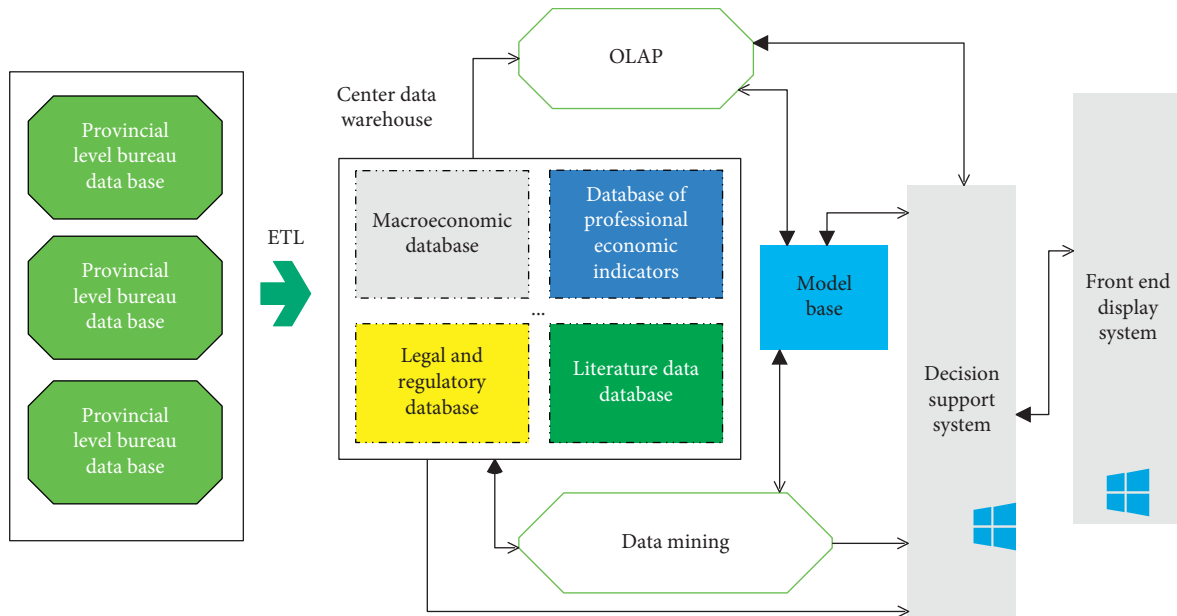 Provincial
level bureau
data base
Provincial
level bureau
data base
Provincial
level bureau
data base
ETL
Center data
warehouse
Macroeconomic
database
Database of
professional
economic
indicators
...
Legal and
regulatory
database
Literature data
database
OLAP
Model
base
Data mining
Decision
support
system
Front end
display
system